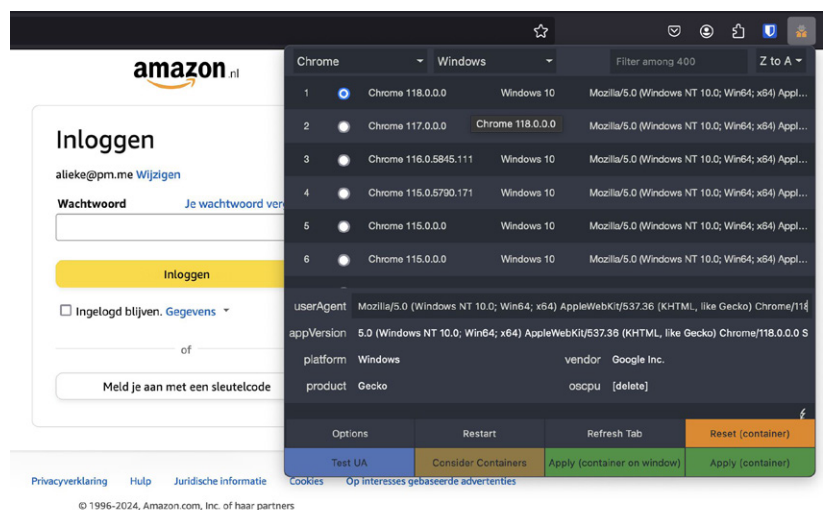 amazon.nl
Inloggen
alieke@pm.me Wijzigen
Wachtwoord Je wachtwoord ver
Inloggen
Ingelogd blijven. Gegevens
of
Meld je aan met een sleutelcode
Privacyverklaring Hulp Juridische informatie Cookies Op interesses gebaseerde advertenties
© 1996-2024, Amazon.com, Inc. of haar partners
Chrome Windows Filter among 400 Z to A
1 Chrome 118.0.0.0 Windows 10 Mozilla/5.0 (Windows NT 10.0; Win64; x64) Appl...
2 Chrome 117.0.0.0 Windows 10 Mozilla/5.0 (Windows NT 10.0; Win64; x64) Appl...
Chrome 118.0.0.0
3 Chrome 116.0.5845.111 Windows 10 Mozilla/5.0 (Windows NT 10.0; Win64; x64) Appl...
4 Chrome 115.0.5790.171 Windows 10 Mozilla/5.0 (Windows NT 10.0; Win64; x64) Appl...
5 Chrome 115.0.0.0 Windows 10 Mozilla/5.0 (Windows NT 10.0; Win64; x64) Appl...
6 Chrome 115.0.0.0 Windows 10 Mozilla/5.0 (Windows NT 10.0; Win64; x64) Appl...
userAgent Mozilla/5.0 (Windows NT 10.0; Win64; x64) AppleWebKit/537.36 (KHTML, like Gecko) Chrome/118
appVersion 5.0 (Windows NT 10.0; Win64; x64) AppleWebKit/537.36 (KHTML, like Gecko) Chrome/118.0.0.0 S
platform Windows vendor Google Inc.
product Gecko oscpu [delete]
Options Restart Refresh Tab Reset (container)
Test UA Consider Containers Apply (container on window) Apply (container)